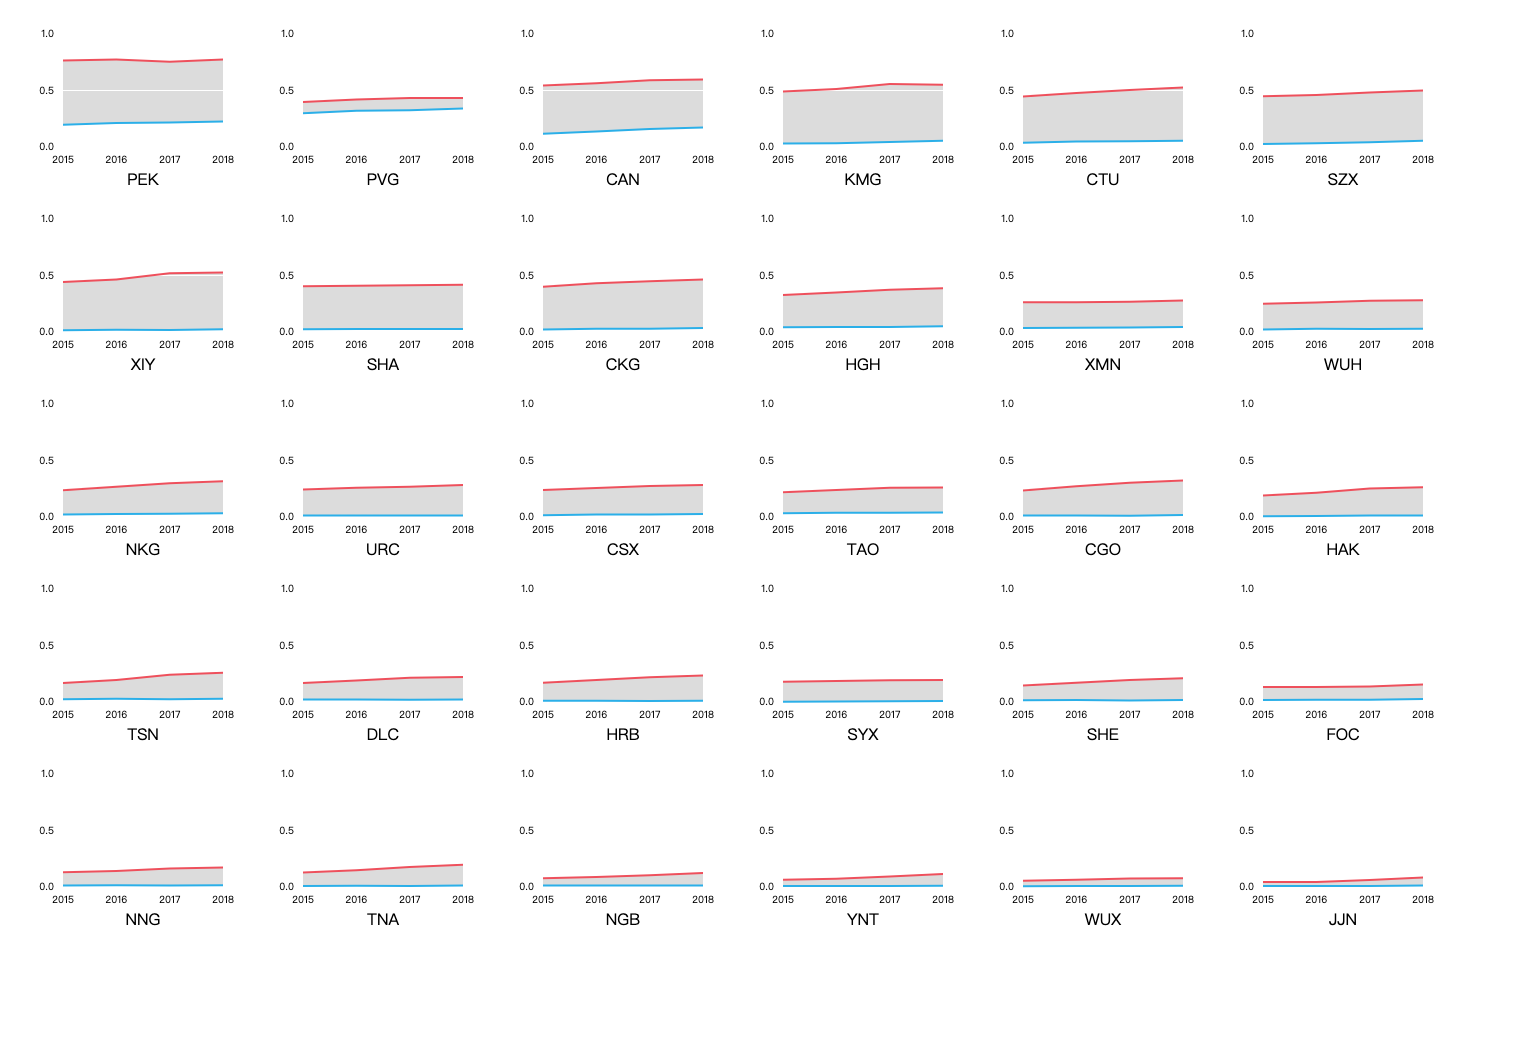 1.0 1.0 1.0 1.0 1.0 1.0
0.5 0.5 0.5 0.5 0.5 0.5
0.0 0.0 0.0 0.0 0.0 0.0
2015 2016 2017 2018 2015 2016 2017 2018 2015 2016 2017 2018 2015 2016 2017 2018 2015 2016 2017 2018 2015 2016 2017 2018
PEK PVG CAN KMG CTU SZX
1.0 1.0 1.0 1.0 1.0 1.0
0.5 0.5 0.5 0.5 0.5 0.5
0.0 0.0 0.0 0.0 0.0 0.0
2015 2016 2017 2018 2015 2016 2017 2018 2015 2016 2017 2018 2015 2016 2017 2018 2015 2016 2017 2018 2015 2016 2017 2018
XIY SHA CKG HGH XMN WUH
1.0 1.0 1.0 1.0 1.0 1.0
0.5 0.5 0.5 0.5 0.5 0.5
0.0 0.0 0.0 0.0 0.0 0.0
2015 2016 2017 2018 2015 2016 2017 2018 2015 2016 2017 2018 2015 2016 2017 2018 2015 2016 2017 2018 2015 2016 2017 2018
NKG URC CSX TAO CGO HAK
1.0 1.0 1.0 1.0 1.0 1.0
0.5 0.5 0.5 0.5 0.5 0.5
0.0 0.0 0.0 0.0 0.0 0.0
2015 2016 2017 2018 2015 2016 2017 2018 2015 2016 2017 2018 2015 2016 2017 2018 2015 2016 2017 2018 2015 2016 2017 2018
TSN DLC HRB SYX SHE FOC
1.0 1.0 1.0 1.0 1.0 1.0
0.5 0.5 0.5 0.5 0.5 0.5
0.0 0.0 0.0 0.0 0.0 0.0
2015 2016 2017 2018 2015 2016 2017 2018 2015 2016 2017 2018 2015 2016 2017 2018 2015 2016 2017 2018 2015 2016 2017 2018
NNG TNA NGB YNT WUX JJN